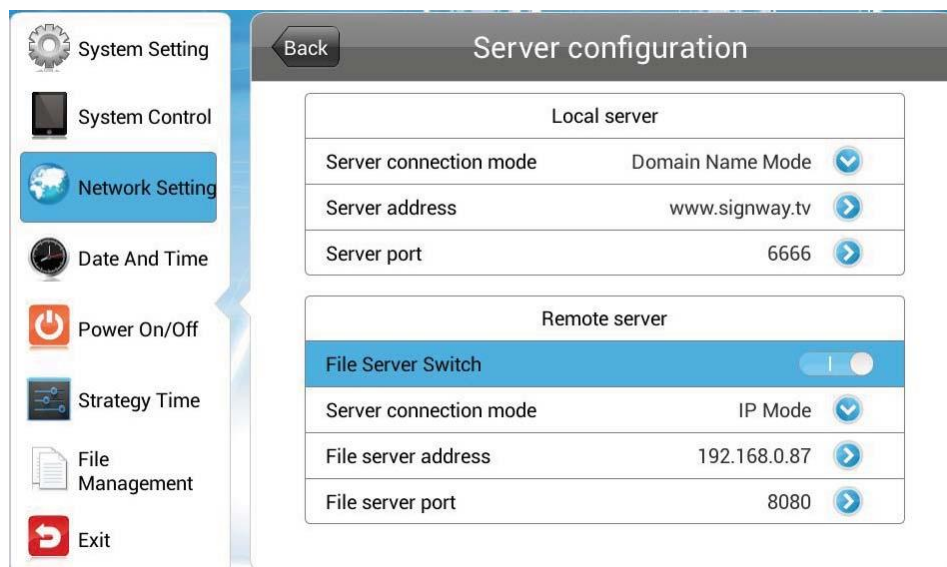 System Setting
System Control
Network Setting
Date And Time
Power On/Off
Strategy Time
File
Management
Exit
Back
Server configuration
Local server
Server connection mode Domain Name Mode
Server address www.signway.tv
Server port 6666
Remote server
File Server Switch
Server connection mode IP Mode
File server address 192.168.0.87
File server port 8080